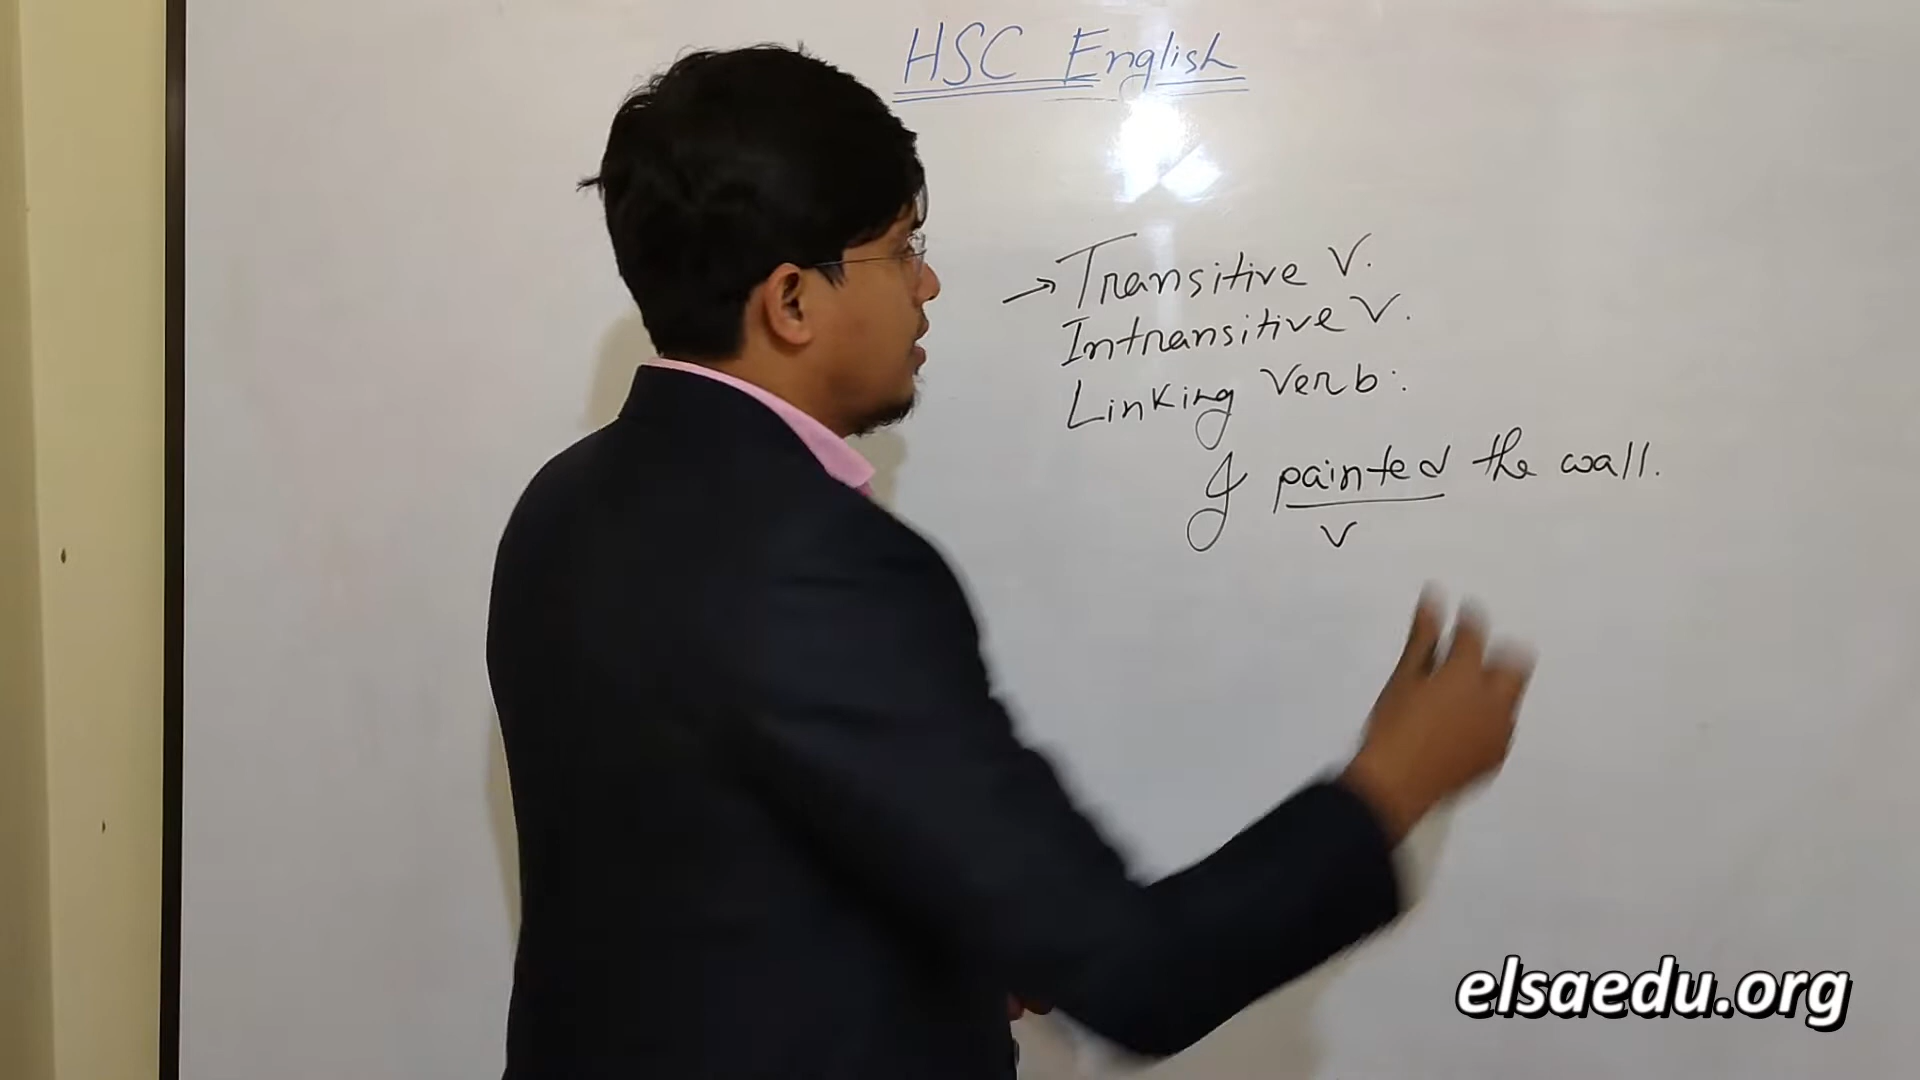 HSC English
→ Transitive V.
Intransitive V.
Linking Verb:
I painted the wall.
V
elsaedu.org